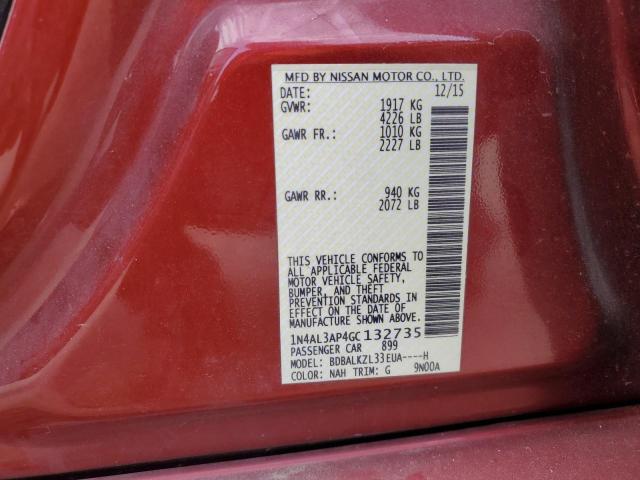 MFD BY NISSAN MOTOR CO., LTD.
DATE: 12/15
GVWR: 1917 KG
4226 LB
GAWR FR.: 1010 KG
2227 LB
GAWR RR.: 940 KG
2072 LB
THIS VEHICLE CONFORMS TO
ALL APPLICABLE FEDERAL
MOTOR VEHICLE SAFETY,
BUMPER, AND THEFT
PREVENTION STANDARDS IN
EFFECT ON THE DATE OF
MANUFACTURE SHOWN ABOVE.
1N4AL3AP4GC132735
PASSENGER CAR 899
MODEL: BDBALKZL33EUA----H
COLOR: NAH TRIM: G 9N00A